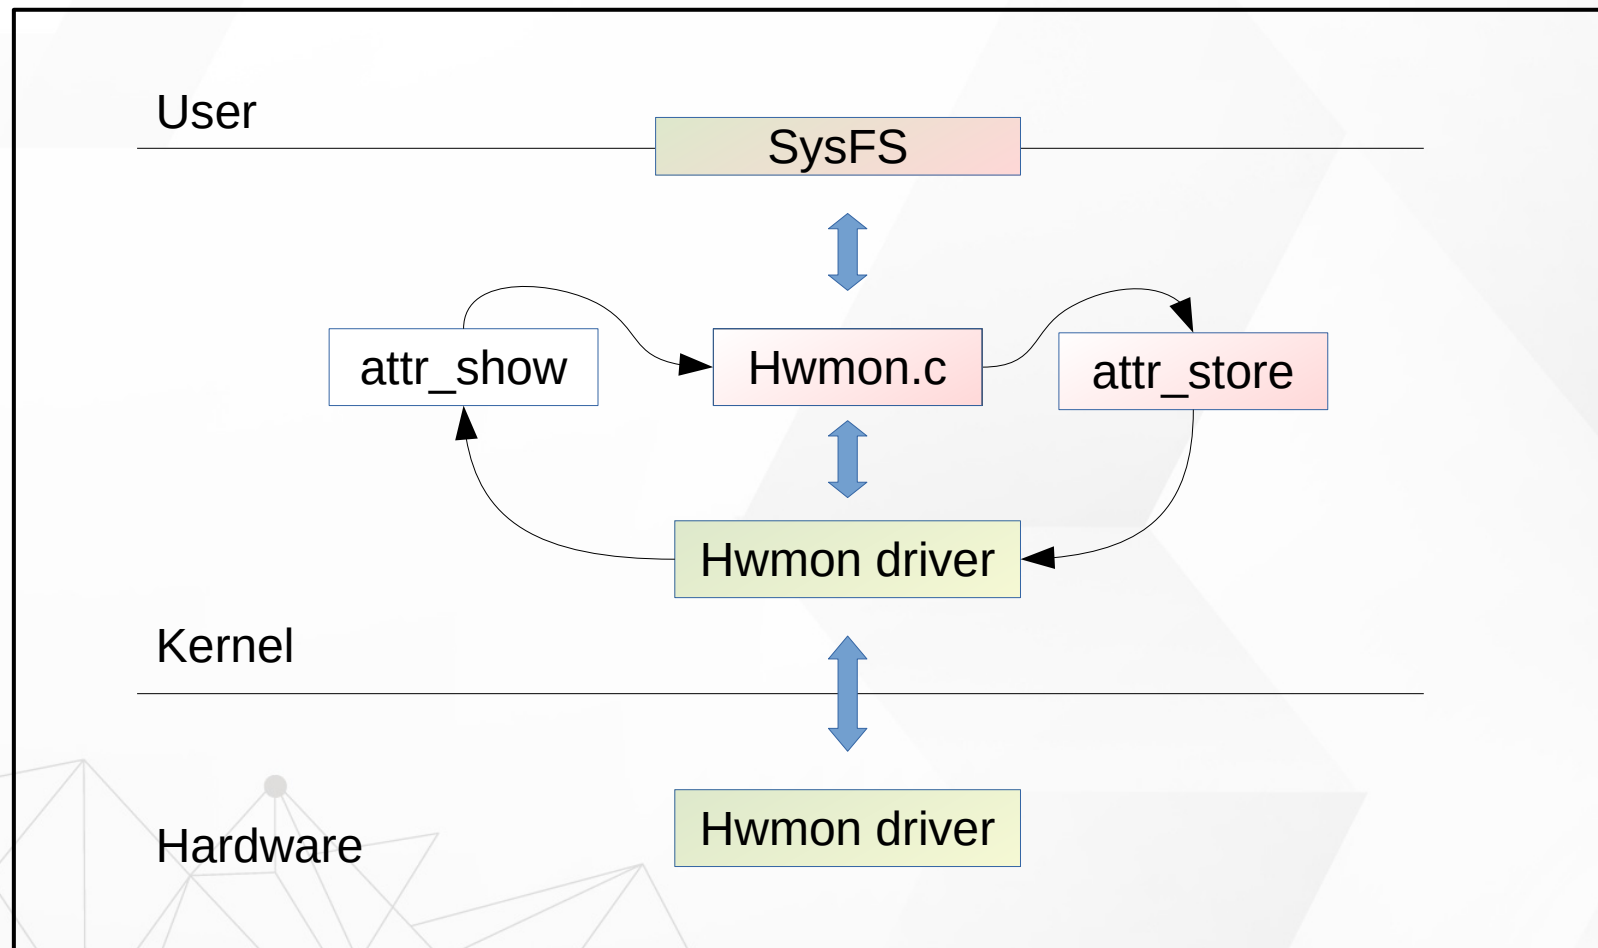 User
SysFS
attr_show
Hwmon.c
attr_store
Hwmon driver
Kernel
Hwmon driver
Hardware